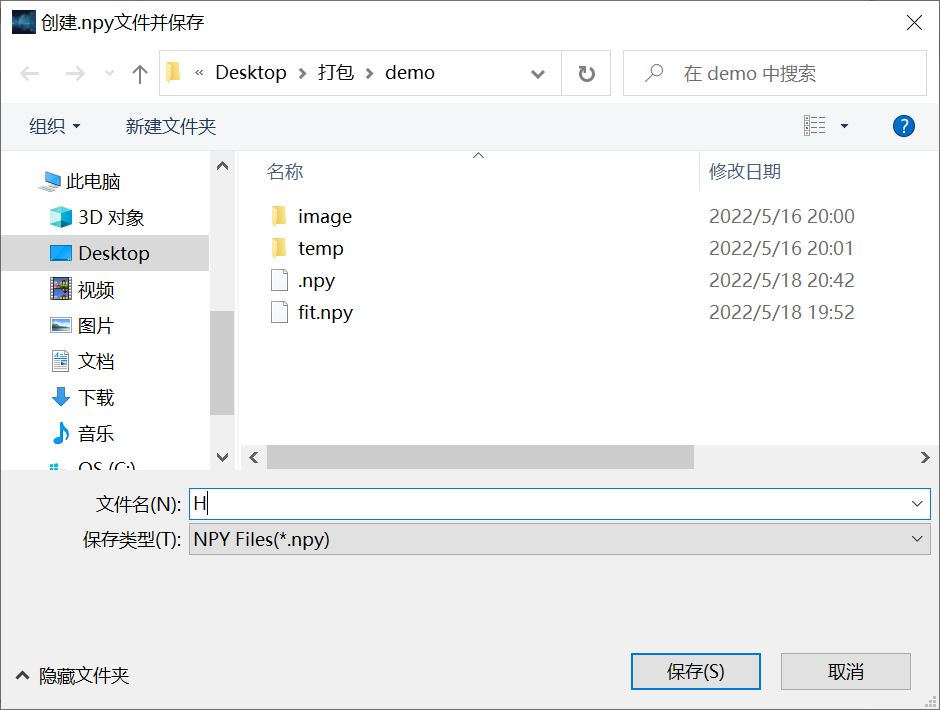 创建.npy文件并保存
« Desktop › 打包 › demo
在 demo 中搜索
组织
新建文件夹
此电脑
3D 对象
Desktop
视频
图片
文档
下载
音乐
OS (C:)
名称 修改日期
image 2022/5/16 20:00
temp 2022/5/16 20:01
.npy 2022/5/18 20:42
fit.npy 2022/5/18 19:52
文件名(N): H
保存类型(T): NPY Files(*.npy)
隐藏文件夹
保存(S)
取消